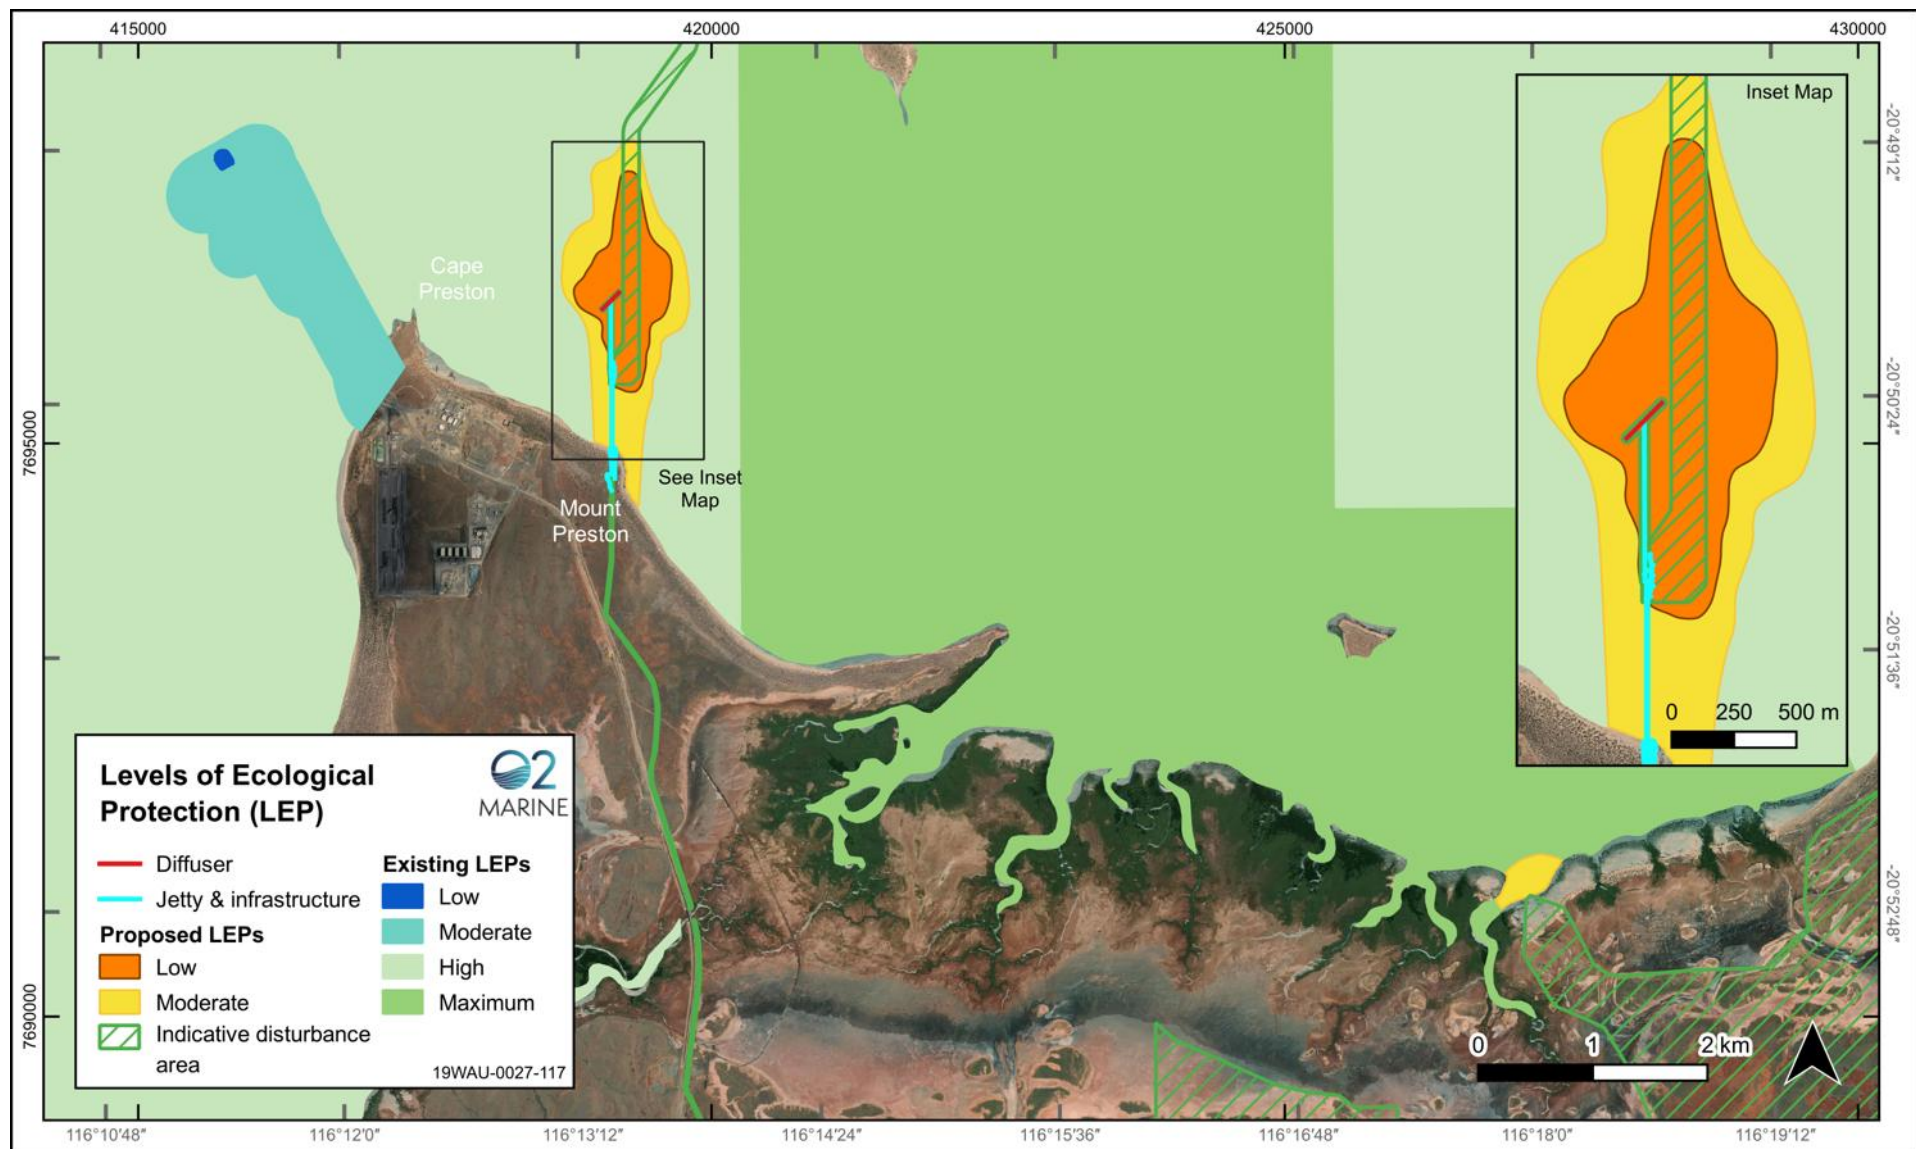 415000
420000
425000
430000
Inset Map
-20°49'12"
Cape
Preston
-20°50'24"
7695000
See Inset
Map
Mount
Preston
-20°51'36"
0 250 500 m
Levels of Ecological
Protection (LEP)
O2
MARINE
Diffuser
Jetty & infrastructure
Proposed LEPs
Low
Moderate
Indicative disturbance
area
Existing LEPs
Low
Moderate
High
Maximum
19WAU-0027-117
-20°52'48"
7690000
0 1 2 km
116°10'48"
116°12'0"
116°13'12"
116°14'24"
116°15'36"
116°16'48"
116°18'0"
116°19'12"